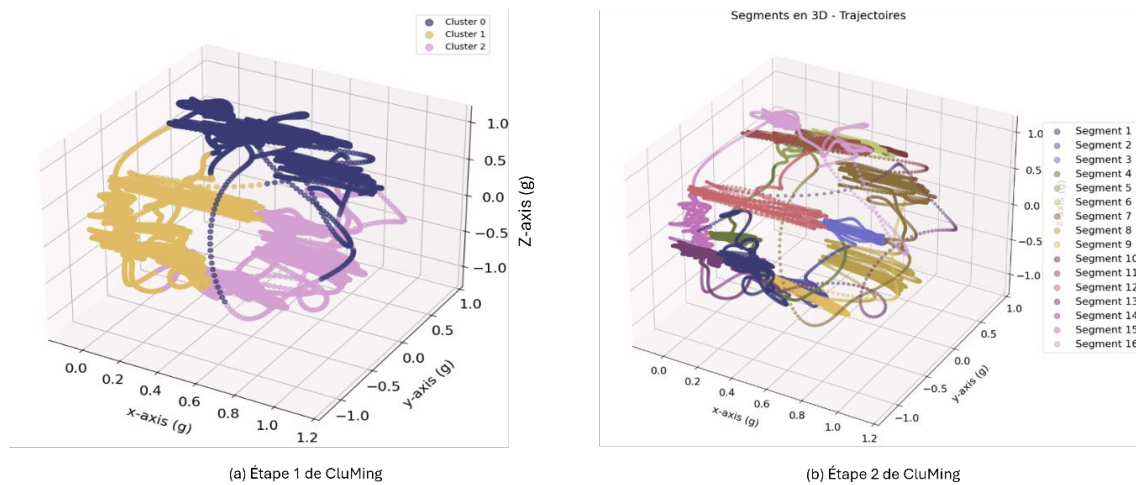 Cluster 0
Cluster 1
Cluster 2
1.0
0.5
0.0
−0.5
−1.0
Z-axis (g)
0.0
0.2
0.4
0.6
0.8
1.0
1.2
x-axis (g)
−1.0
−0.5
0.0
0.5
1.0
y-axis (g)
(a) Étape 1 de CluMing
Segments en 3D - Trajectoires
Segment 1
Segment 2
Segment 3
Segment 4
Segment 5
Segment 6
Segment 7
Segment 8
Segment 9
Segment 10
Segment 11
Segment 12
Segment 13
Segment 14
Segment 15
Segment 16
1.0
0.5
0.0
−0.5
−1.0
0.0
0.2
0.4
0.6
0.8
1.0
1.2
x-axis (g)
−1.0
−0.5
0.0
0.5
1.0
y-axis (g)
(b) Étape 2 de CluMing